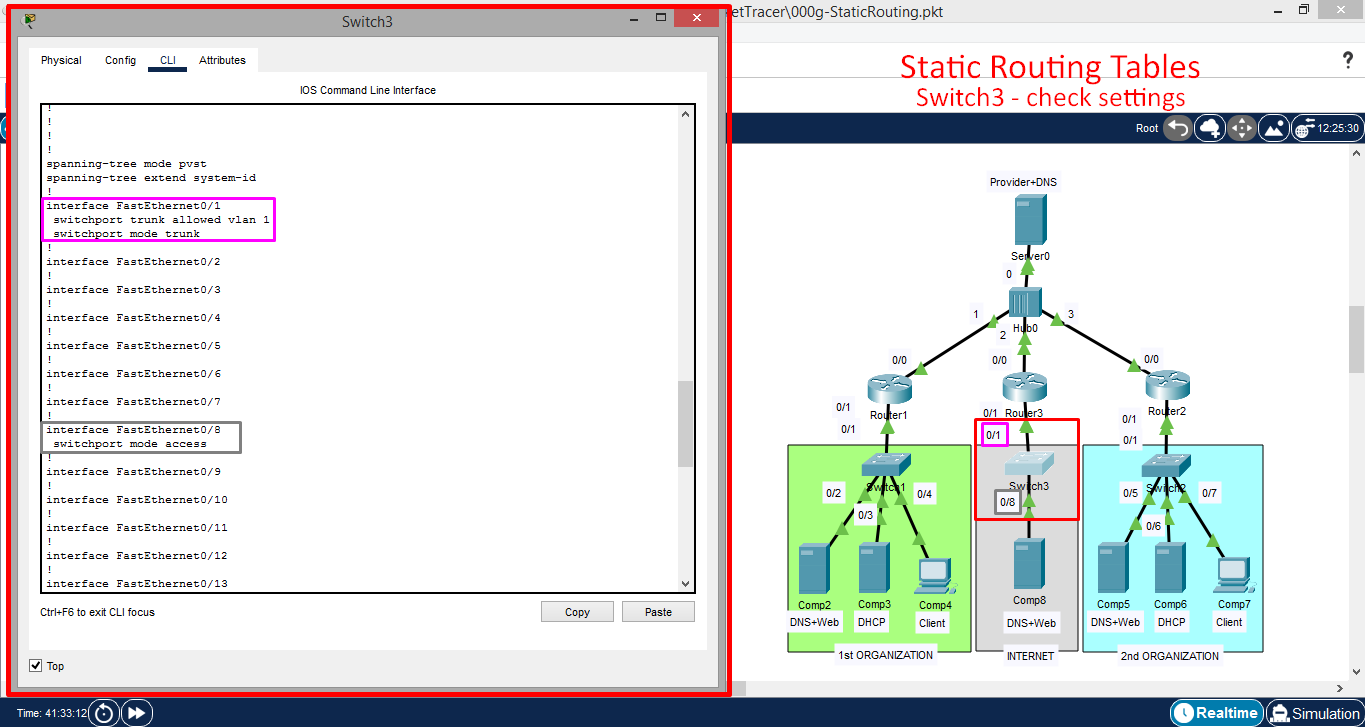 Switch3
etTracer\000g-StaticRouting.pkt
Physical Config CLI Attributes
IOS Command Line Interface
!
!
!
!
spanning-tree mode pvst
spanning-tree extend system-id
!
interface FastEthernet0/1
switchport trunk allowed vlan 1
switchport mode trunk
!
interface FastEthernet0/2
!
interface FastEthernet0/3
!
interface FastEthernet0/4
!
interface FastEthernet0/5
!
interface FastEthernet0/6
!
interface FastEthernet0/7
!
interface FastEthernet0/8
switchport mode access
!
interface FastEthernet0/9
!
interface FastEthernet0/10
!
interface FastEthernet0/11
!
interface FastEthernet0/12
!
interface FastEthernet0/13
Ctrl+F6 to exit CLI focus
Copy
Paste
Top
Static Routing Tables
Switch3 - check settings
?
Root
12:25:30
Provider+DNS
Server0
0
Hub0
1
2
3
0/0
0/0
0/0
Router1
Router3
Router2
0/1
0/1
0/1
0/1
0/1
0/1
Switch1
Switch3
Switch2
0/2
0/3
0/4
0/8
0/5
0/6
0/7
Comp2
Comp3
Comp4
Comp8
Comp5
Comp6
Comp7
DNS+Web
DHCP
Client
DNS+Web
DNS+Web
DHCP
Client
1st ORGANIZATION
INTERNET
2nd ORGANIZATION
Time: 41:33:12
Realtime
Simulation